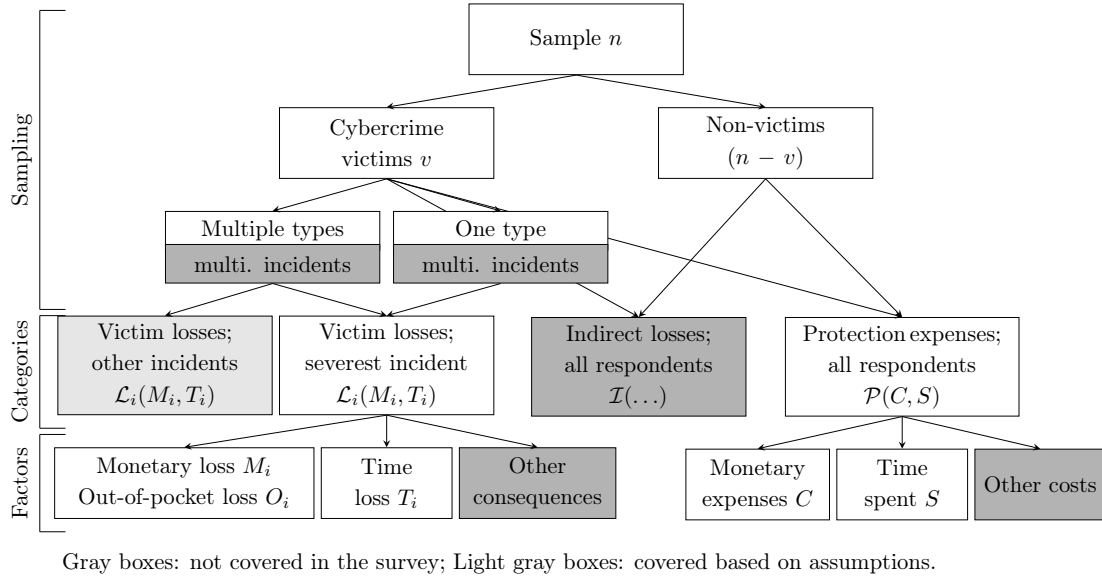 Sample n
Sampling
Cybercrime
victims v
Non-victims
(n − v)
Multiple types
multi. incidents
One type
multi. incidents
Categories
Victim losses;
other incidents
ℒᵢ(Mᵢ, Tᵢ)
Victim losses;
severest incident
ℒᵢ(Mᵢ, Tᵢ)
Indirect losses;
all respondents
ℐ(...)
Protection expenses;
all respondents
𝒫(C, S)
Factors
Monetary loss Mᵢ
Out-of-pocket loss Oᵢ
Time
loss Tᵢ
Other
consequences
Monetary
expenses C
Time
spent S
Other costs
Gray boxes: not covered in the survey; Light gray boxes: covered based on assumptions.